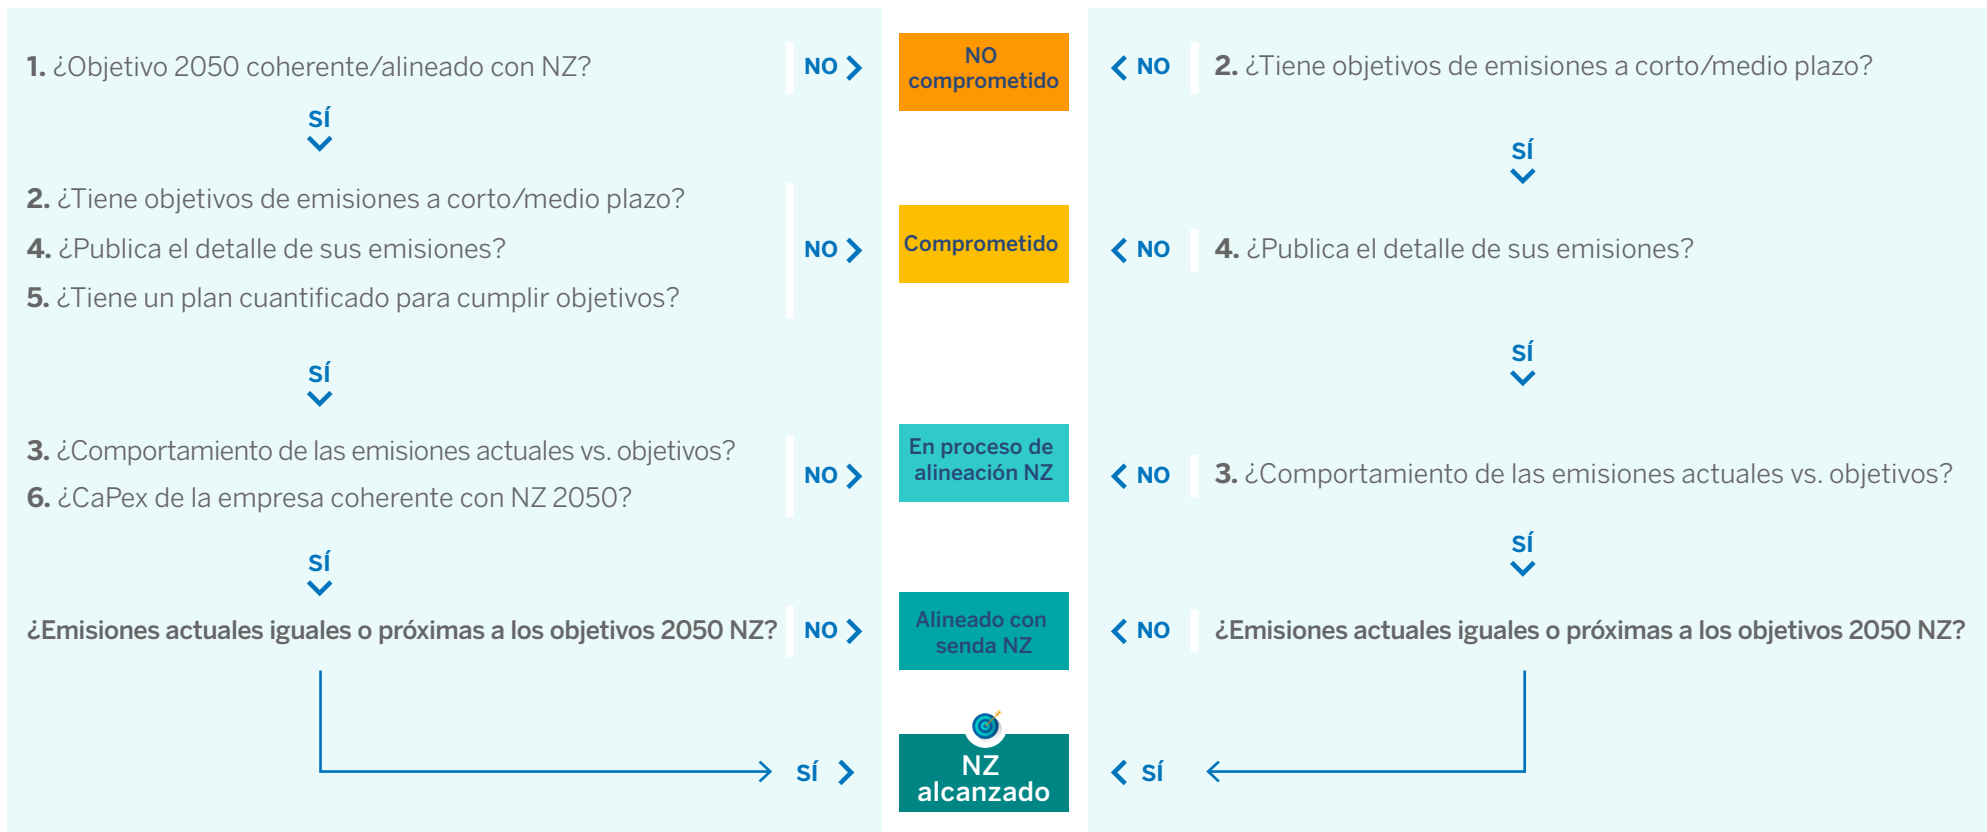 1. ¿Objetivo 2050 coherente/alineado con NZ?
NO
SÍ
2. ¿Tiene objetivos de emisiones a corto/medio plazo?
4. ¿Publica el detalle de sus emisiones?
5. ¿Tiene un plan cuantificado para cumplir objetivos?
NO
SÍ
3. ¿Comportamiento de las emisiones actuales vs. objetivos?
6. ¿CaPex de la empresa coherente con NZ 2050?
NO
SÍ
¿Emisiones actuales iguales o próximas a los objetivos 2050 NZ?
NO
SÍ
NO
comprometido
Comprometido
En proceso de
alineación NZ
Alineado con
senda NZ
NZ
alcanzado
NO
2. ¿Tiene objetivos de emisiones a corto/medio plazo?
SÍ
NO
4. ¿Publica el detalle de sus emisiones?
SÍ
NO
3. ¿Comportamiento de las emisiones actuales vs. objetivos?
SÍ
NO
¿Emisiones actuales iguales o próximas a los objetivos 2050 NZ?
SÍ